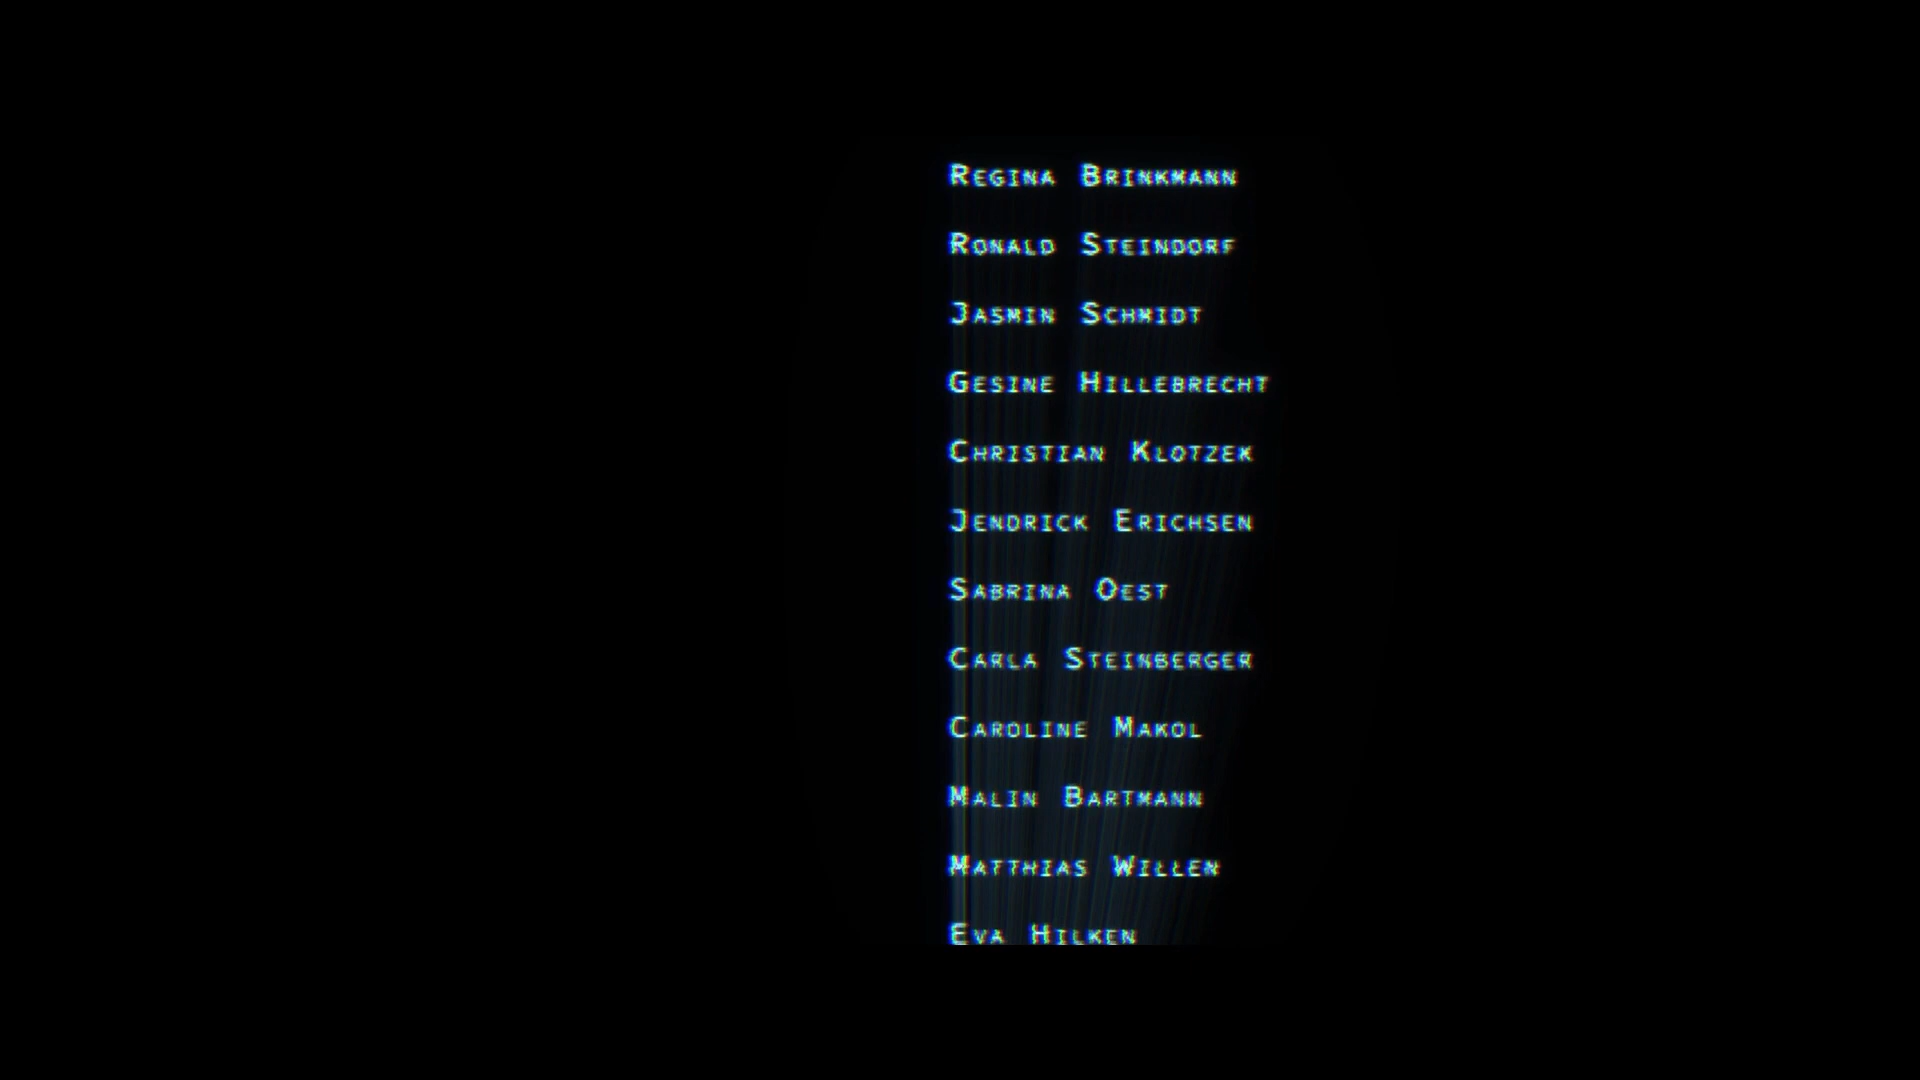 Regina Brinkmann
Ronald Steindorf
Jasmin Schmidt
Gesine Hillebrecht
Christian Klotzek
Jendrick Erichsen
Sabrina Oest
Carla Steinberger
Caroline Makol
Malin Bartmann
Matthias Willen
Eva Hilken